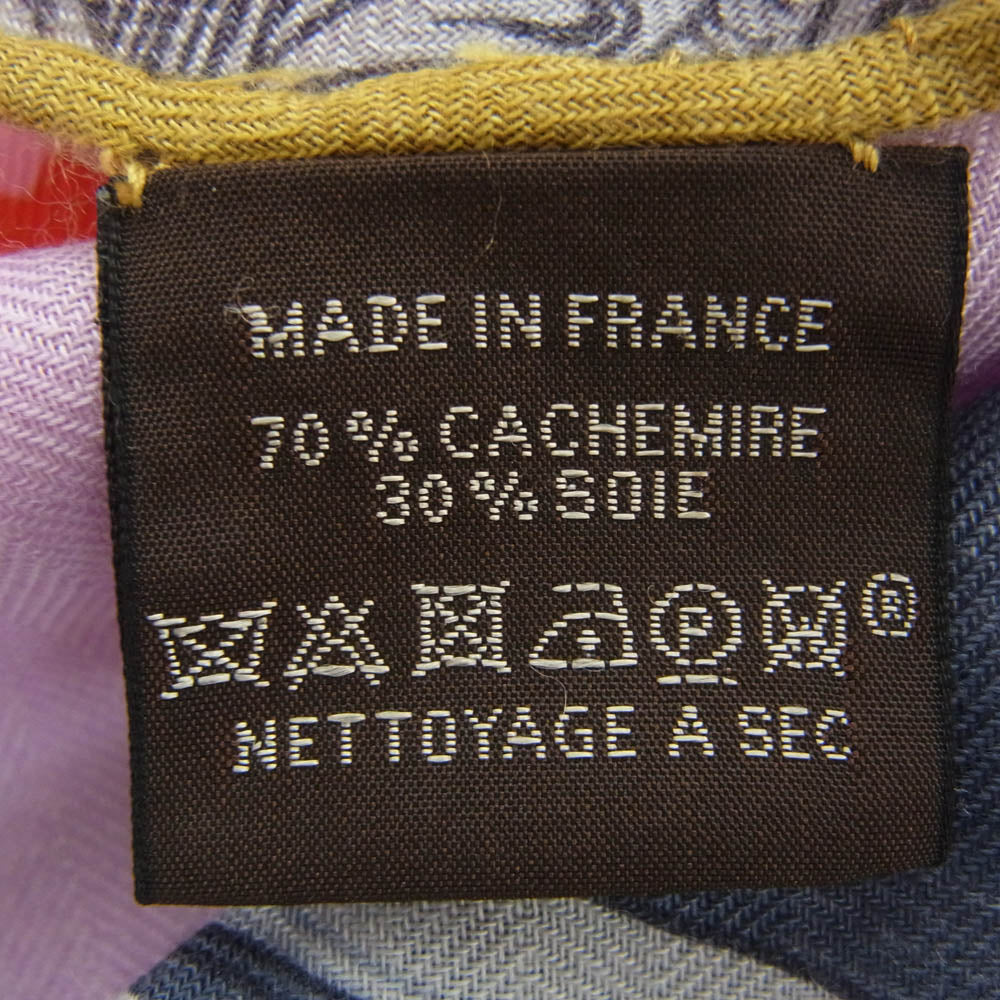 MADE IN FRANCE
70% CACHEMIRE
30% SOIE
P ®
NETTOYAGE A SEC